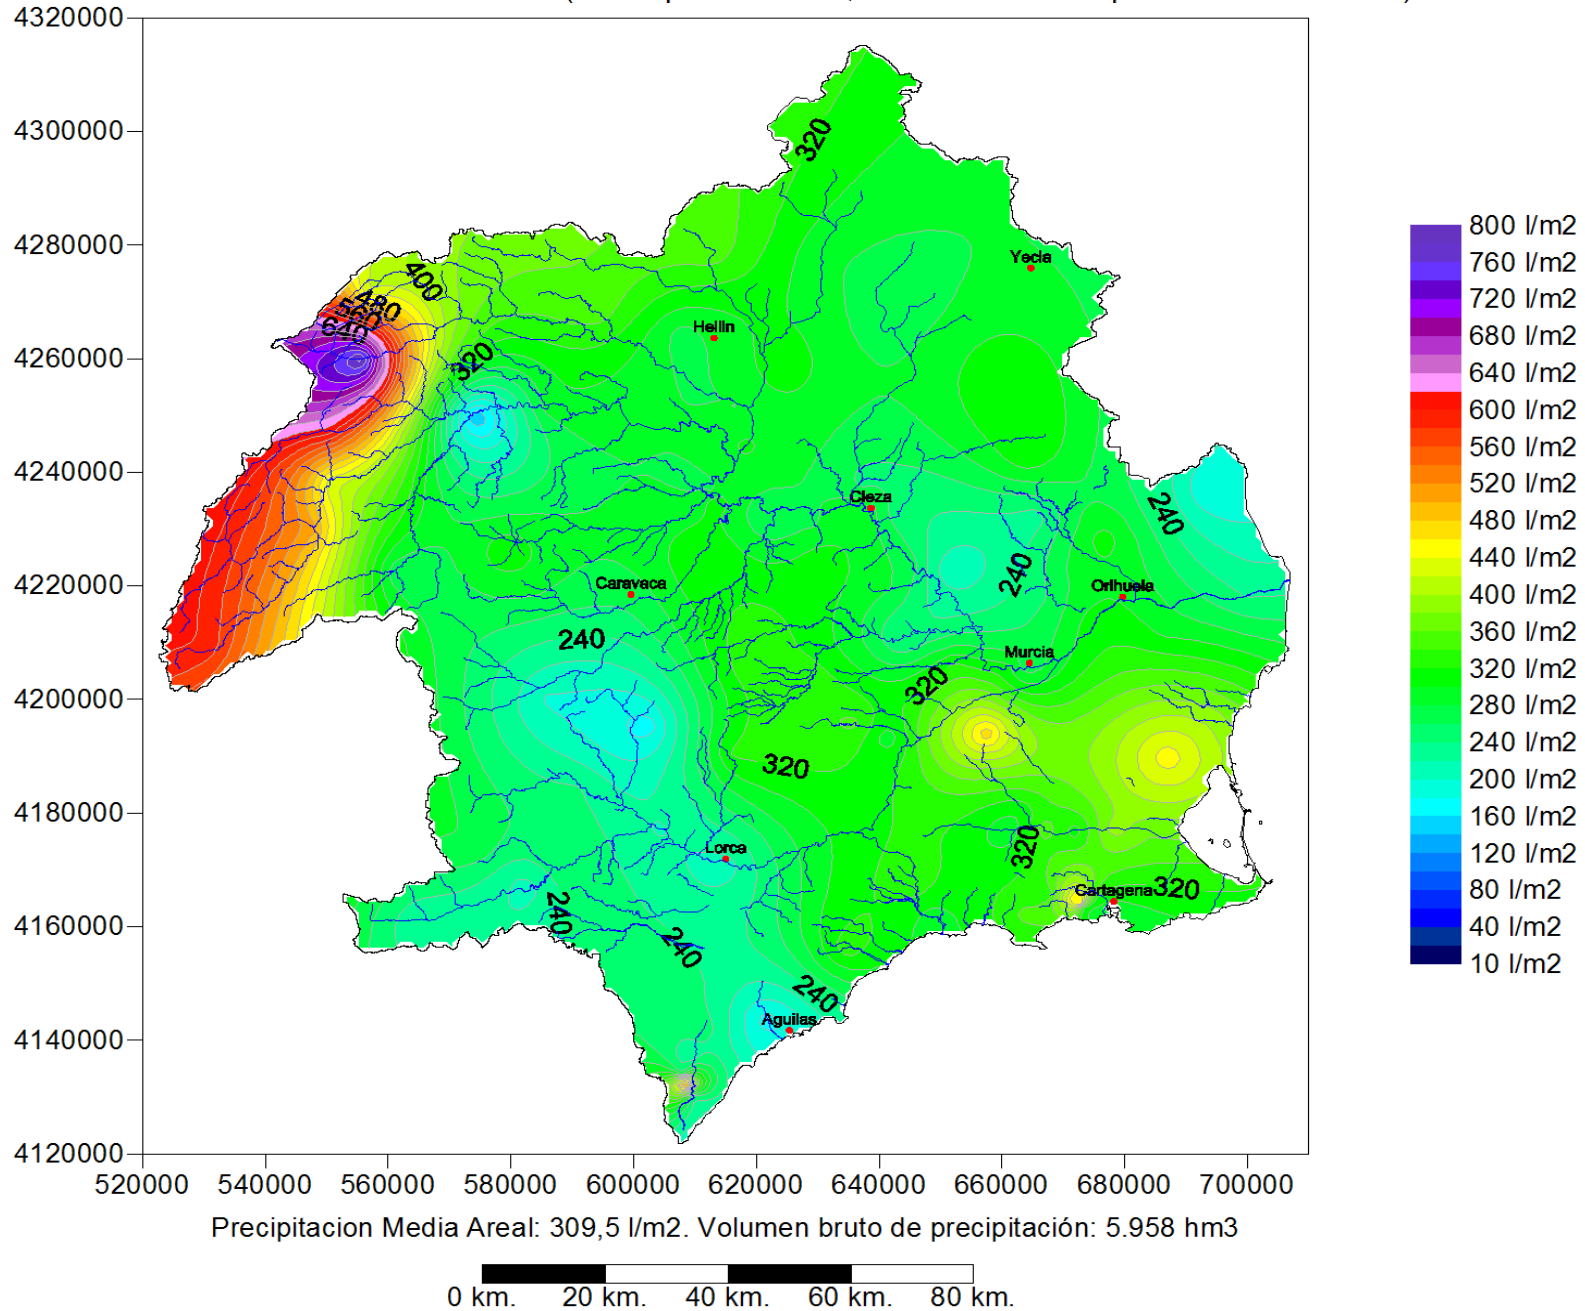 4320000
4300000
320
4280000
Yecla
800 l/m2
760 l/m2
720 l/m2
680 l/m2
640 l/m2
600 l/m2
560 l/m2
520 l/m2
480 l/m2
440 l/m2
400 l/m2
360 l/m2
320 l/m2
280 l/m2
240 l/m2
200 l/m2
160 l/m2
120 l/m2
80 l/m2
40 l/m2
10 l/m2
400
480
560
640
Hellin
4260000
320
4240000
Cieza
240
240
4220000
Caravaca
Orihuela
240
Murcia
320
4200000
320
4180000
320
Lorca
Cartagena
320
240
4160000
240
240
Aguilas
4140000
4120000
520000 540000 560000 580000 600000 620000 640000 660000 680000 700000
Precipitacion Media Areal: 309,5 l/m2. Volumen bruto de precipitación: 5.958 hm3
0 km. 20 km. 40 km. 60 km. 80 km.